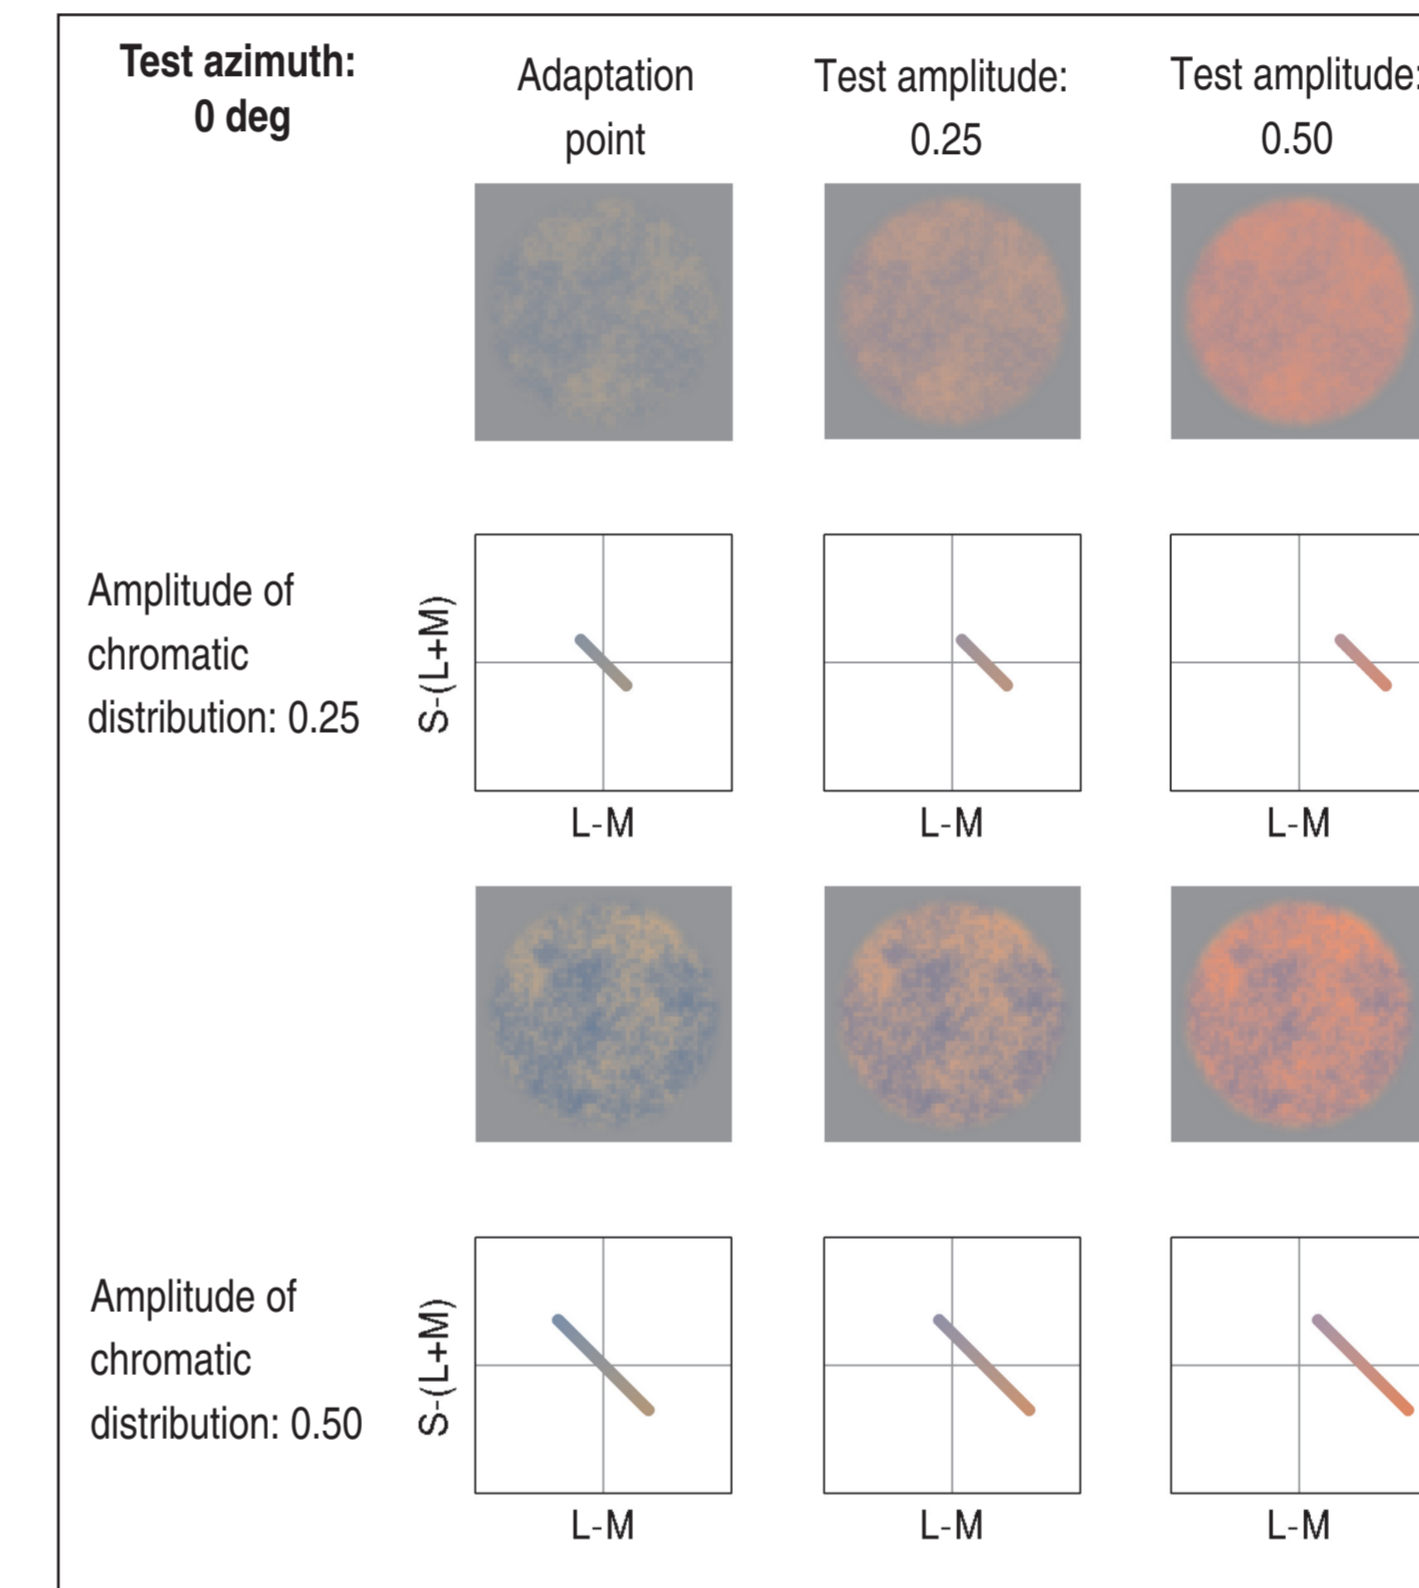 Test azimuth:
0 deg
Adaptation
point
Test amplitude:
0.25
Test amplitude:
0.50
Amplitude of
chromatic
distribution: 0.25
S-(L+M)
L-M
L-M
L-M
Amplitude of
chromatic
distribution: 0.50
S-(L+M)
L-M
L-M
L-M